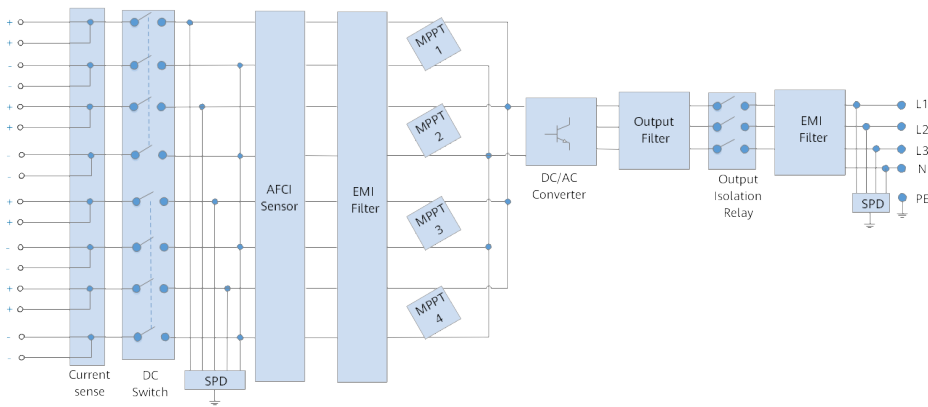 +
+
-
-
+
+
-
-
+
+
-
-
+
+
-
-
Current
sense
DC
Switch
SPD
AFCI
Sensor
EMI
Filter
MPPT
1
MPPT
2
MPPT
3
MPPT
4
DC/AC
Converter
Output
Filter
Output
Isolation
Relay
EMI
Filter
SPD
L1
L2
L3
N
PE